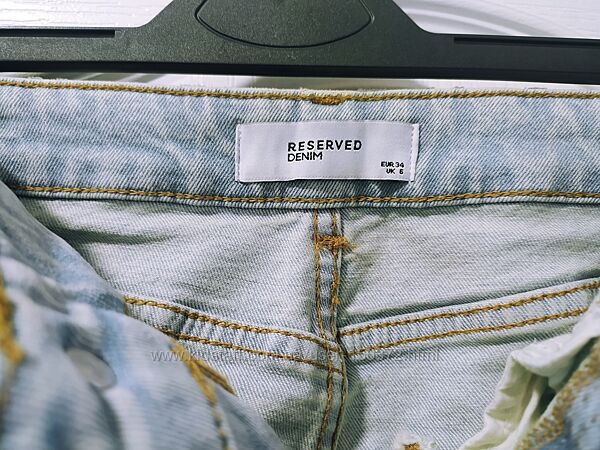 RESERVED
DENIM
EUR 34
UK 6